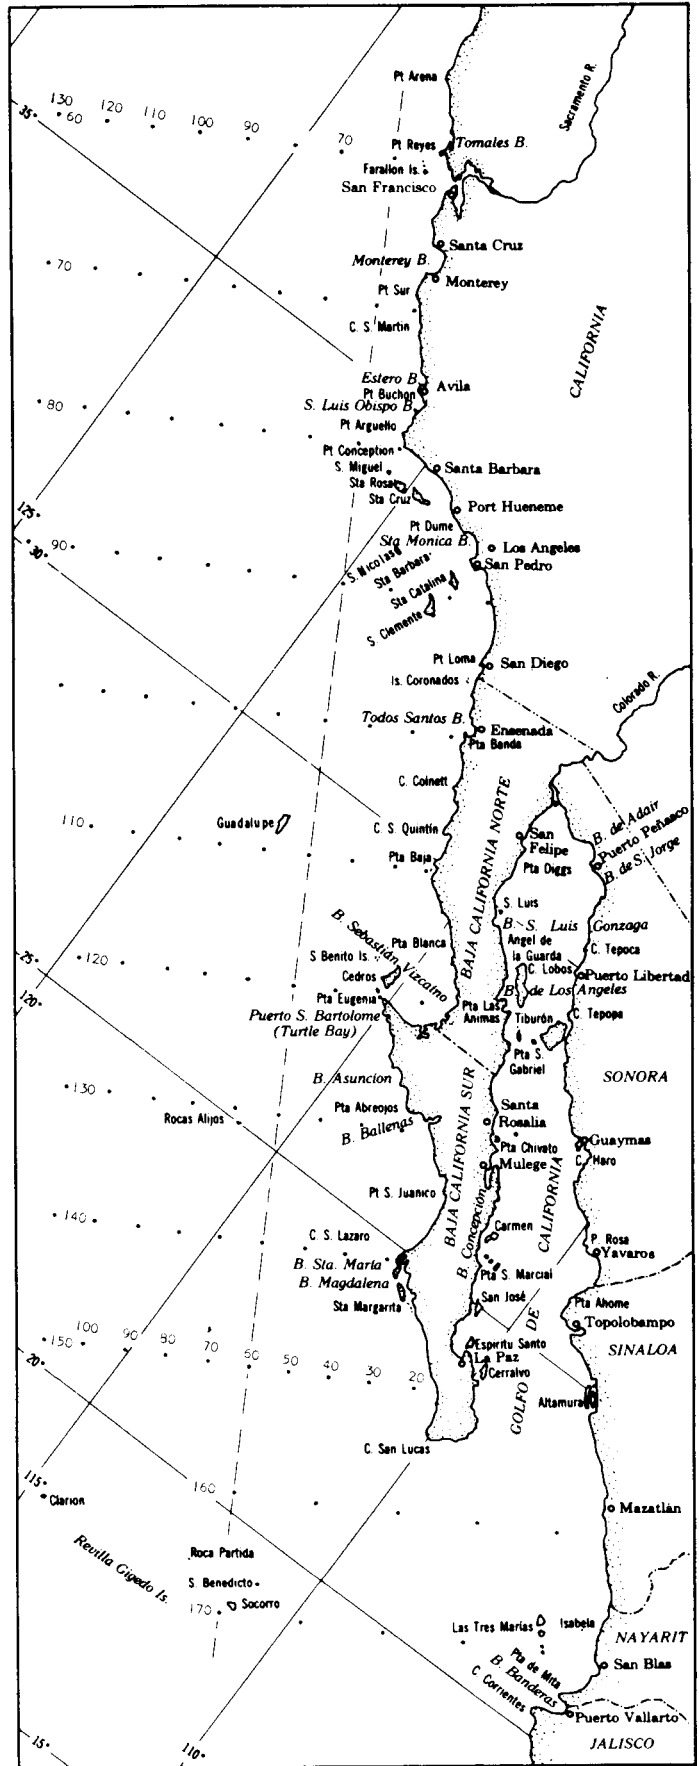 Pt Arena
Sacramento R.
130 120 110 100 90
35°
60
70
Pt Reyes
Tomales B.
Farallon Is.
San Francisco
Santa Cruz
Monterey B.
70
Monterey
Pt Sur
C. S. Martin
CALIFORNIA
Estero B.
Avila
Pt Buchon
80
S. Luis Obispo B.
Pt Arguello
Pt Conception
S. Miguel
Santa Barbara
Sta Rosa
Sta Cruz
125°
Port Hueneme
Pt Dume
30°
90
Sta Monica B.
Los Angeles
S. Nicolas
Sta Barbara
San Pedro
Sta Catalina
S. Clemente
Pt Loma
San Diego
Is. Coronados
Colorado R.
Todos Santos B.
Ensenada
Pta Banda
C. Colnett
BAJA CALIFORNIA NORTE
110
Guadalupe
C. S. Quintín
San
Felipe
B. de Adair
Puerto Peñasco
B. de S. Jorge
Pta Baja
Pta Diggs
S. Luis
B. S. Luis Gonzaga
25°
120
B. Sebastián Vizcaino
Pta Blanca
Angel de
la Guarda
C. Tepoca
S Benito Is.
C. Lobos
Puerto Libertad
Cedros
B. de Los Angeles
120°
Pta Eugenia
Pta Las
Animas
Puerto S. Bartolome
(Turtle Bay)
Tiburón
C. Tepopa
Pta S.
Gabriel
B. Asuncion
SONORA
130
Pta Abreojos
Rocas Alijos
B. Ballenas
BAJA CALIFORNIA SUR
Santa
Rosalia
Pta Chivato
Guaymas
Mulege
C. Haro
Pt S. Juanico
B. Concepción
140
C. S. Lazaro
Carmen
P. Rosa
B. Sta. María
Yavaros
B. Magdalena
Pta S. Marcial
Sta Margarita
San José
Pta Ahome
GOLFO DE CALIFORNIA
Topolobampo
150 100 90 80 70 60 50 40 30 20
Espiritu Santo
SINALOA
20°
La Paz
Cerralvo
Altamura
C. San Lucas
115°
160
Clarion
Mazatlán
Revilla Gigedo Is.
Roca Partida
S. Benedicto
170
Socorro
Las Tres Marías
Isabela
NAYARIT
Pta de Mita
San Blas
B. Banderas
C. Corrientes
Puerto Vallarto
15°
110°
JALISCO